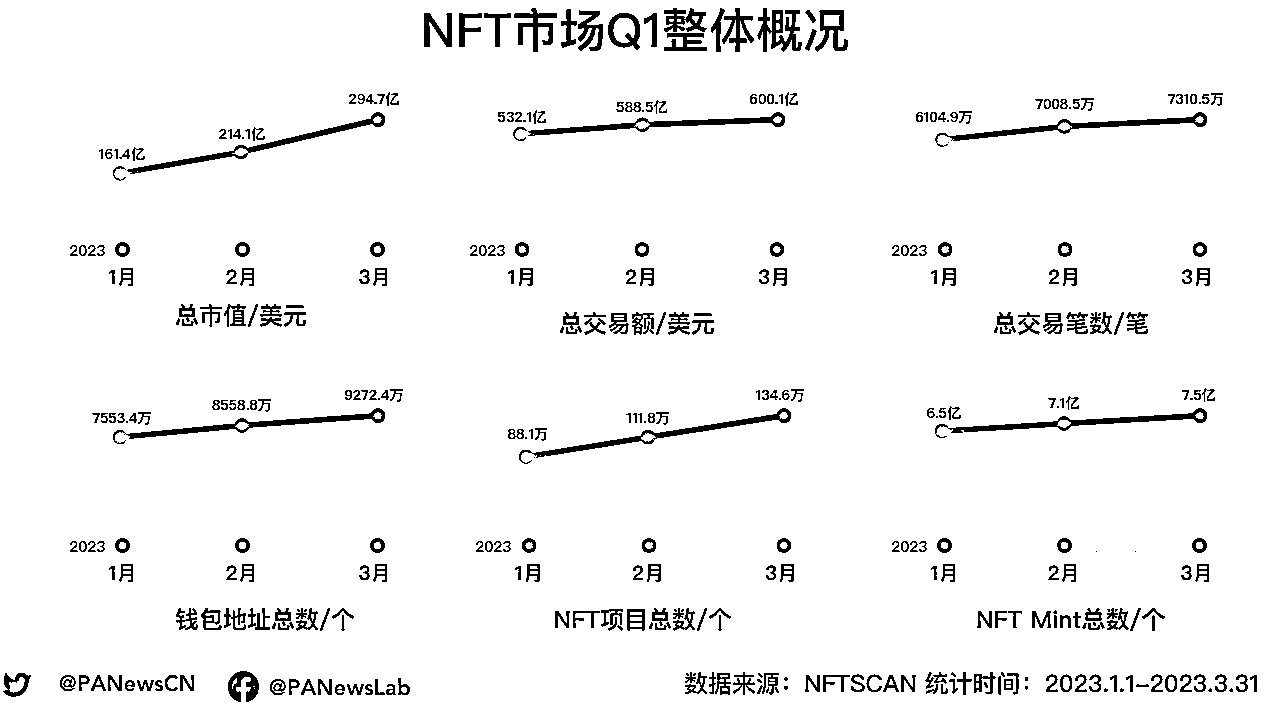 NFT市场Q1整体概况
161.4亿
214.1亿
294.7亿
2023
1月
2月
3月
总市值/美元
532.1亿
588.5亿
600.1亿
2023
1月
2月
3月
总交易额/美元
6104.9万
7008.5万
7310.5万
2023
1月
2月
3月
总交易笔数/笔
7553.4万
8558.8万
9272.4万
2023
1月
2月
3月
钱包地址总数/个
88.1万
111.8万
134.6万
2023
1月
2月
3月
NFT项目总数/个
6.5亿
7.1亿
7.5亿
2023
1月
2月
3月
NFT Mint总数/个
@PANewsCN
@PANewsLab
数据来源：NFTSCAN 统计时间：2023.1.1–2023.3.31